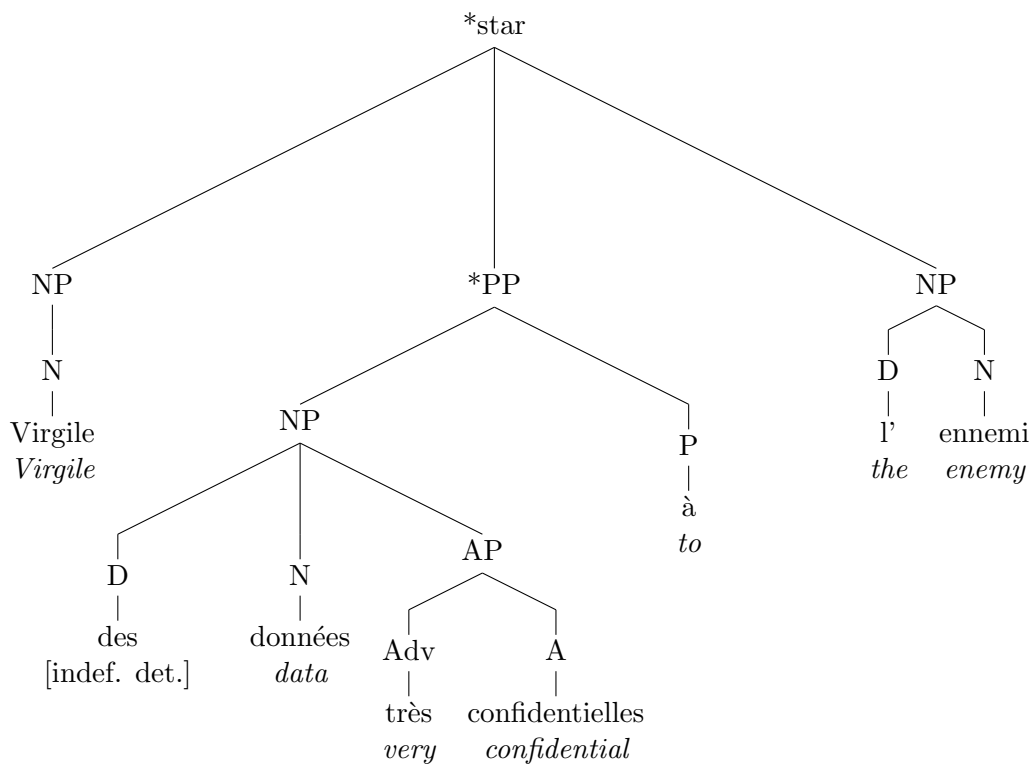 *star
NP *PP NP
N D N
Virgile NP P l' ennemi
Virgile the enemy
à
to
D N AP
des données Adv A
[indef. det.] data
très confidentielles
very confidential